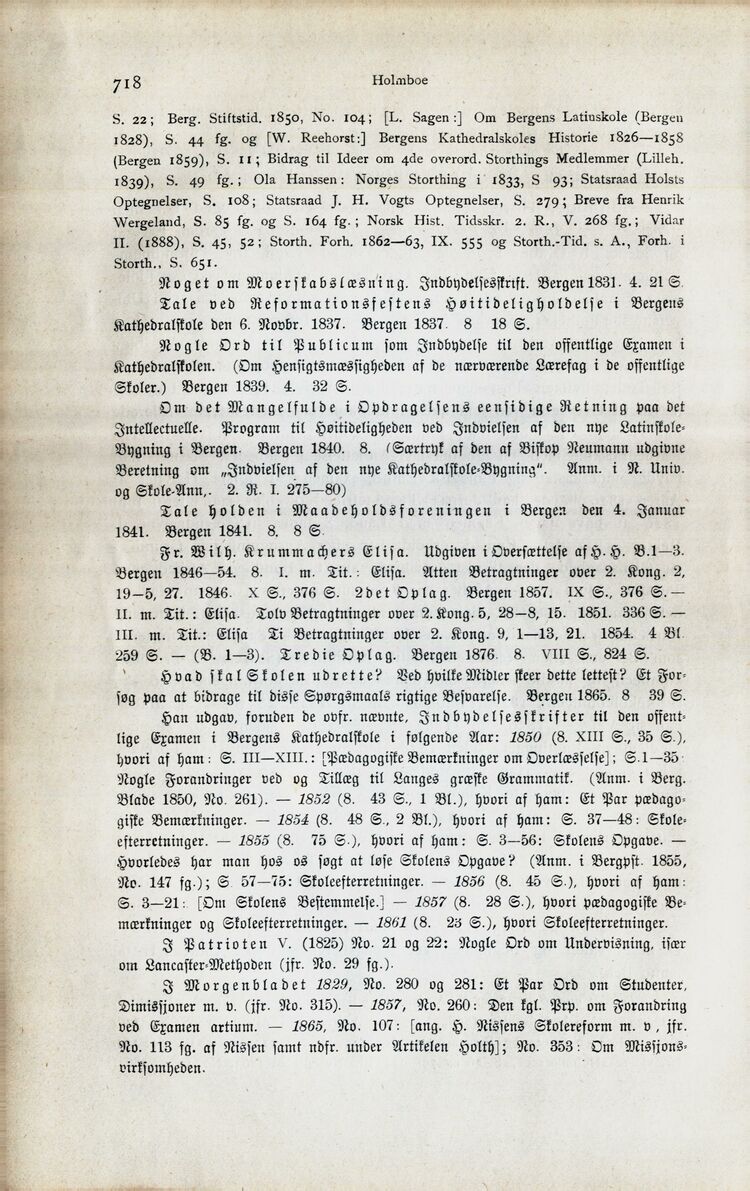 718
Holmboe
S. 22; Berg. Stiftstid. 1850, No. 104; [L. Sagen:] Om Bergens Latinskole (Bergen
1828), S. 44 fg. og [W. Reehorst:] Bergens Kathedralskoles Historie 1826—1858
(Bergen 1859), S. 11; Bidrag til Ideer om 4de overord. Storthings Medlemmer (Lilleh.
1839), S. 49 fg.; Ola Hanssen: Norges Storthing i 1833, S 93; Statsraad Holsts
Optegnelser, S. 108; Statsraad J. H. Vogts Optegnelser, S. 279; Breve fra Henrik
Wergeland, S. 85 fg. og S. 164 fg.; Norsk Hist. Tidsskr. 2. R., V. 268 fg.; Vidar
II. (1888), S. 45, 52; Storth. Forh. 1862—63, IX. 555 og Storth.-Tid. s. A., Forh. i
Storth., S. 651.
Noget om Moerskabslæsning. Indbydelsesskrift. Bergen 1831. 4. 21 S.
Tale ved Reformationsfestens Høitideligholdelse i Bergens
Kathedralskole den 6. Novbr. 1837. Bergen 1837. 8 18 S.
Nogle Ord til Publicum som Indbydelse til den offentlige Examen i
Kathedralskolen. (Om Hensigtsmæssigheden af de nærværende Lærefag i de offentlige
Skoler.) Bergen 1839. 4. 32 S.
Om det Mangelfulde i Opdragelsens eensidige Retning paa det
Intellectuelle. Program til Høitideligheden ved Indvielsen af den nye Latinskole-
Bygning i Bergen. Bergen 1840. 8. (Særtryk af den af Biskop Neumann udgivne
Beretning om „Indvielsen af den nye Kathedralskole-Bygning". Anm. i N. Univ.
og Skole-Ann,. 2. R. I. 275—80)
Tale holden i Maadeholdsforeningen i Bergen den 4. Januar
1841. Bergen 1841. 8. 8 S.
Fr. Wilh. Krummachers Elisa. Udgiven i Oversættelse af H. H. B.1—3.
Bergen 1846—54. 8. I. m. Tit.: Elisa. Atten Betragtninger over 2. Kong. 2,
19—5, 27. 1846. X S., 376 S. 2det Oplag. Bergen 1857. IX S., 376 S. —
II. m. Tit.: Elisa. Tolv Betragtninger over 2. Kong. 5, 28—8, 15. 1851. 336 S. —
III. m. Tit.: Elisa Ti Betragtninger over 2. Kong. 9, 1—13, 21. 1854. 4 Bl.
259 S. — (B. 1—3). Tredie Oplag. Bergen 1876. 8. VIII S., 824 S.
Hvad skal Skolen udrette? Ved hvilke Midler skeer dette lettest? Et For-
søg paa at bidrage til disse Spørgsmaals rigtige Besvarelse. Bergen 1865. 8 39 S.
Han udgav, foruden de ovfr. nævnte, Indbydelsesskrifter til den offent-
lige Examen i Bergens Kathedralskole i følgende Aar: 1850 (8. XIII S., 35 S.),
hvori af ham: S. III—XIII.: [Pædagogiske Bemærkninger om Overlæsselse]; S.1—35
Nogle Forandringer ved og Tillæg til Langes græske Grammatik. (Anm. i Berg.
Blade 1850, No. 261). — 1852 (8. 43 S., 1 Bl.), hvori af ham: Et Par pædago-
giske Bemærkninger. — 1854 (8. 48 S., 2 Bl.), hvori af ham: S. 37—48: Skole-
efterretninger. — 1855 (8. 75 S.), hvori af ham: S. 3—56: Skolens Opgave. —
Hvorledes har man hos os søgt at løse Skolens Opgave? (Anm. i Bergpst. 1855,
No. 147 fg.); S 57—75: Skoleefterretninger. — 1856 (8. 45 S.), hvori af ham:
S. 3—21: [Om Skolens Bestemmelse.] — 1857 (8. 28 S.), hvori pædagogiske Be-
mærkninger og Skoleefterretninger. — 1861 (8. 23 S.), hvori Skoleefterretninger.
I Patrioten V. (1825) No. 21 og 22: Nogle Ord om Undervisning, især
om Lancaster-Methoden (jfr. No. 29 fg.).
I Morgenbladet 1829, No. 280 og 281: Et Par Ord om Studenter,
Dimissjoner m. v. (jfr. No. 315). — 1857, No. 260: Den kgl. Prp. om Forandring
ved Examen artium. — 1865, No. 107: [ang. H. Nissens Skolereform m. v, jfr.
No. 113 fg. af Nissen samt ndfr. under Artikelen Holth]; No. 353: Om Missjons-
virksomheden.